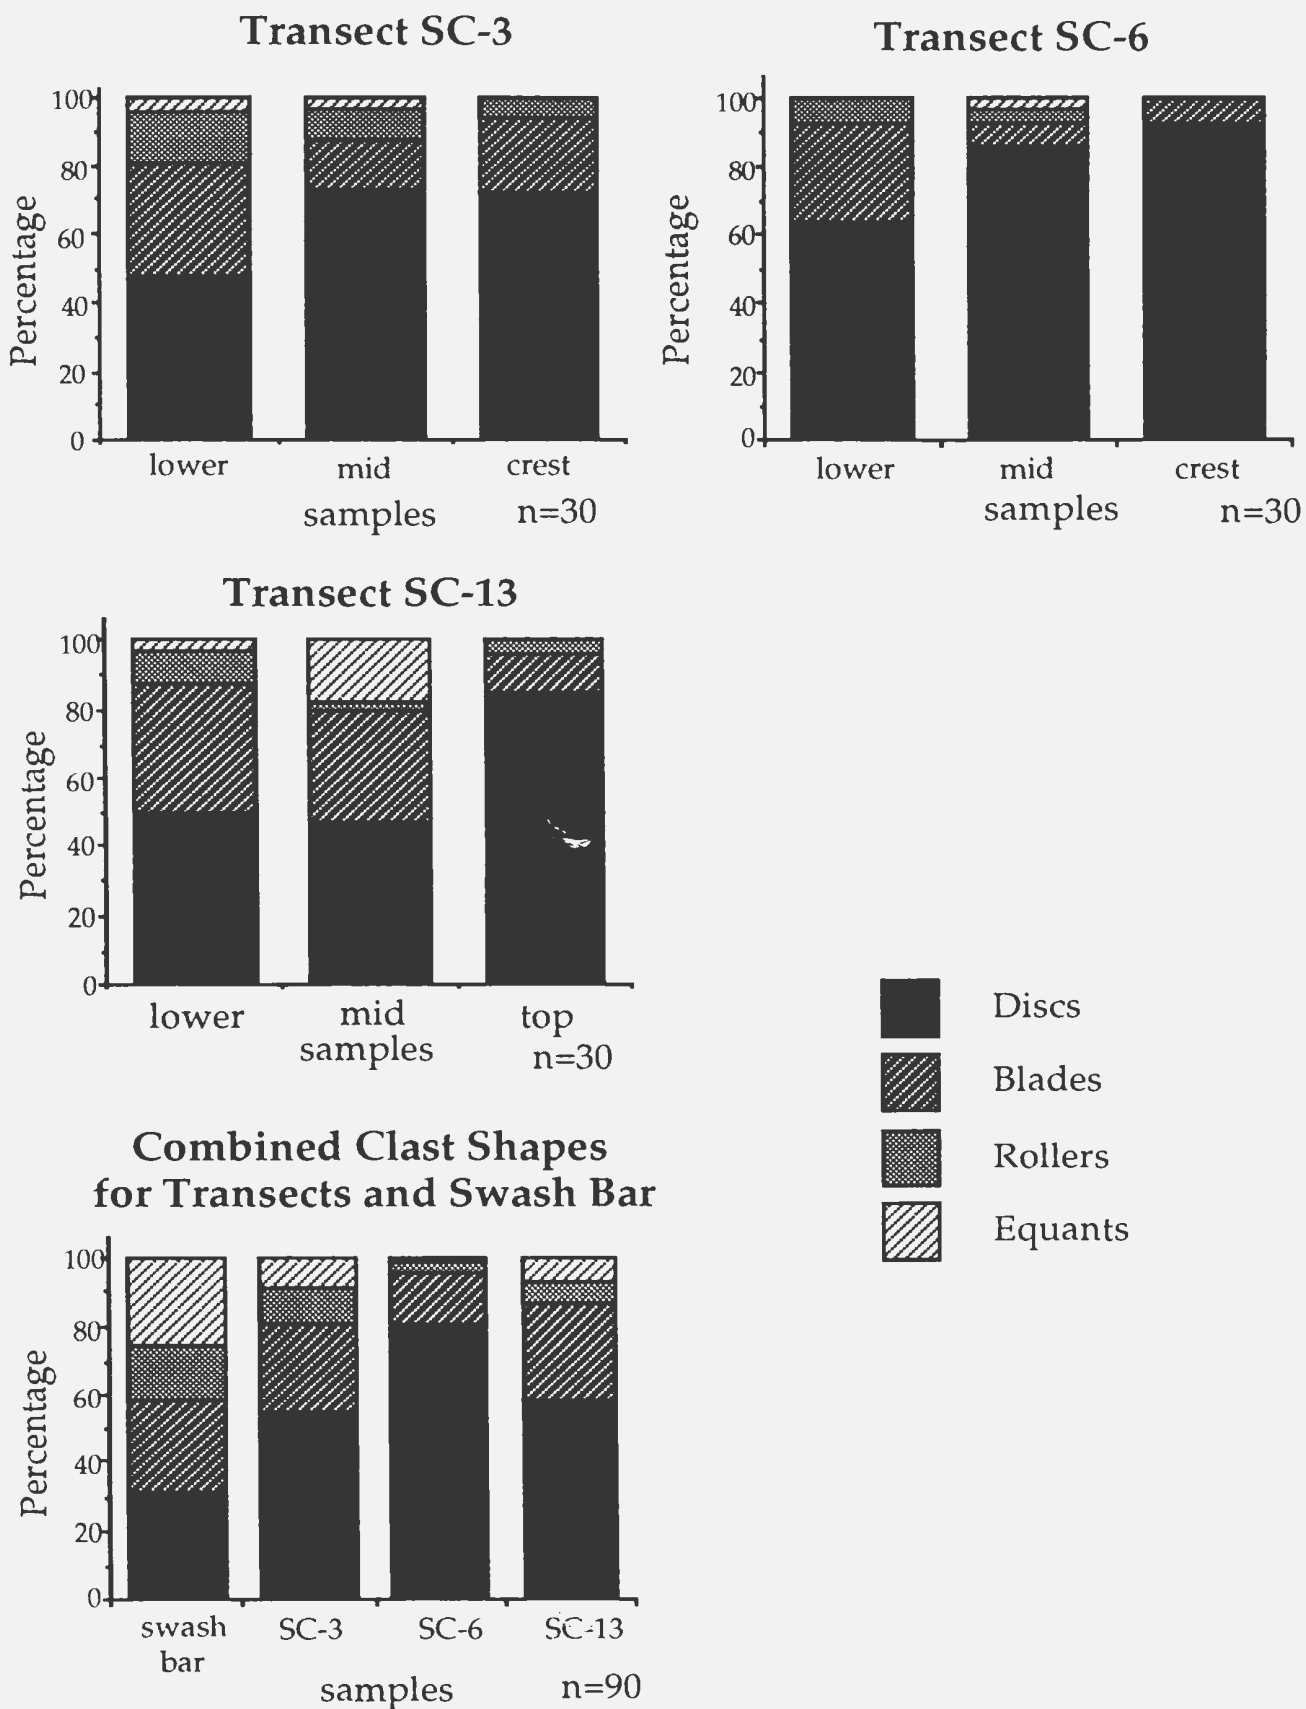 Transect SC-3
Percentage
100
80
60
40
20
0
lower mid crest
samples n=30
Transect SC-6
Percentage
100
80
60
40
20
0
lower mid crest
samples n=30
Transect SC-13
Percentage
100
80
60
40
20
0
lower mid top
samples n=30
Discs
Blades
Rollers
Equants
Combined Clast Shapes
for Transects and Swash Bar
Percentage
100
80
60
40
20
0
swash SC-3 SC-6 SC-13
bar
samples n=90